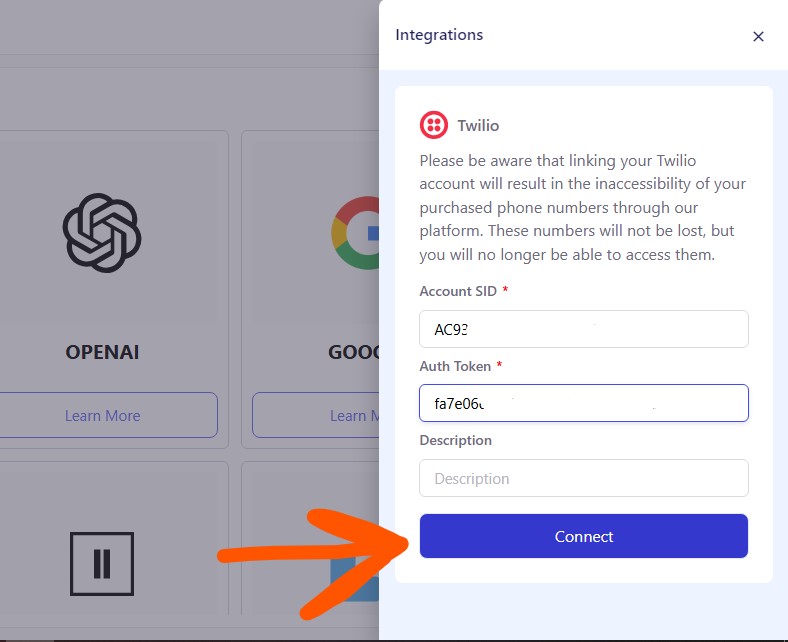 Integrations
Twilio
Please be aware that linking your Twilio
account will result in the inaccessibility of your
purchased phone numbers through our
platform. These numbers will not be lost, but
you will no longer be able to access them.
Account SID *
AC93
Auth Token *
fa7e06
Description
Description
Connect
OPENAI
GOO
Learn More
Learn M